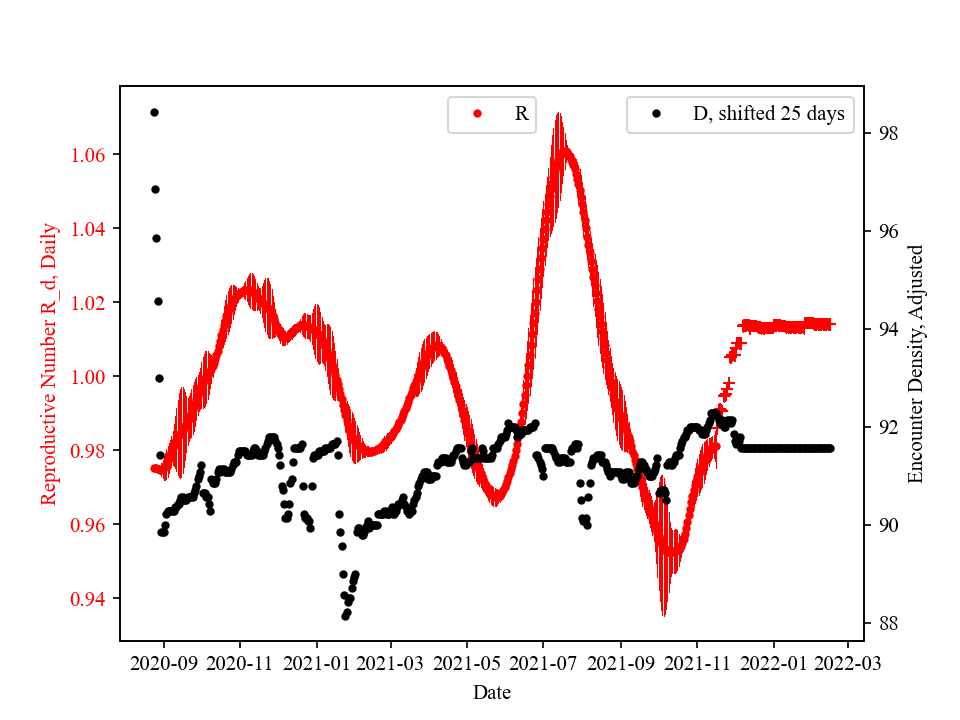 R
D, shifted 25 days
Reproductive Number R_d, Daily
1.06
1.04
1.02
1.00
0.98
0.96
0.94
98
96
94
92
90
88
Encounter Density, Adjusted
2020-09 2020-11 2021-01 2021-03 2021-05 2021-07 2021-09 2021-11 2022-01 2022-03
Date